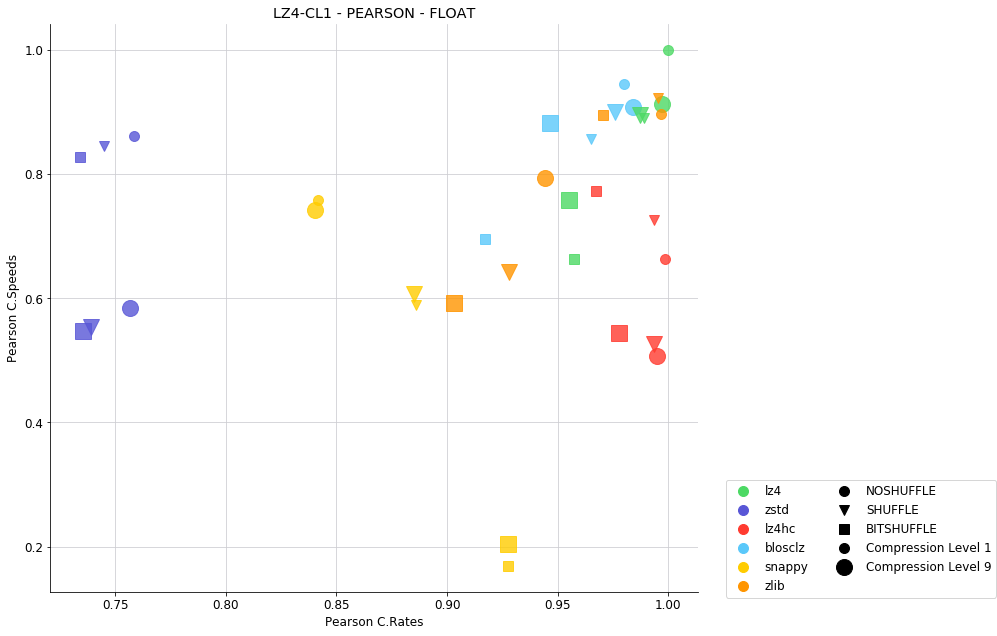 LZ4-CL1 - PEARSON - FLOAT
1.0
0.8
0.6
0.4
0.2
Pearson C.Speeds
0.75
0.80
0.85
0.90
0.95
1.00
Pearson C.Rates
lz4
zstd
lz4hc
blosclz
snappy
zlib
NOSHUFFLE
SHUFFLE
BITSHUFFLE
Compression Level 1
Compression Level 9